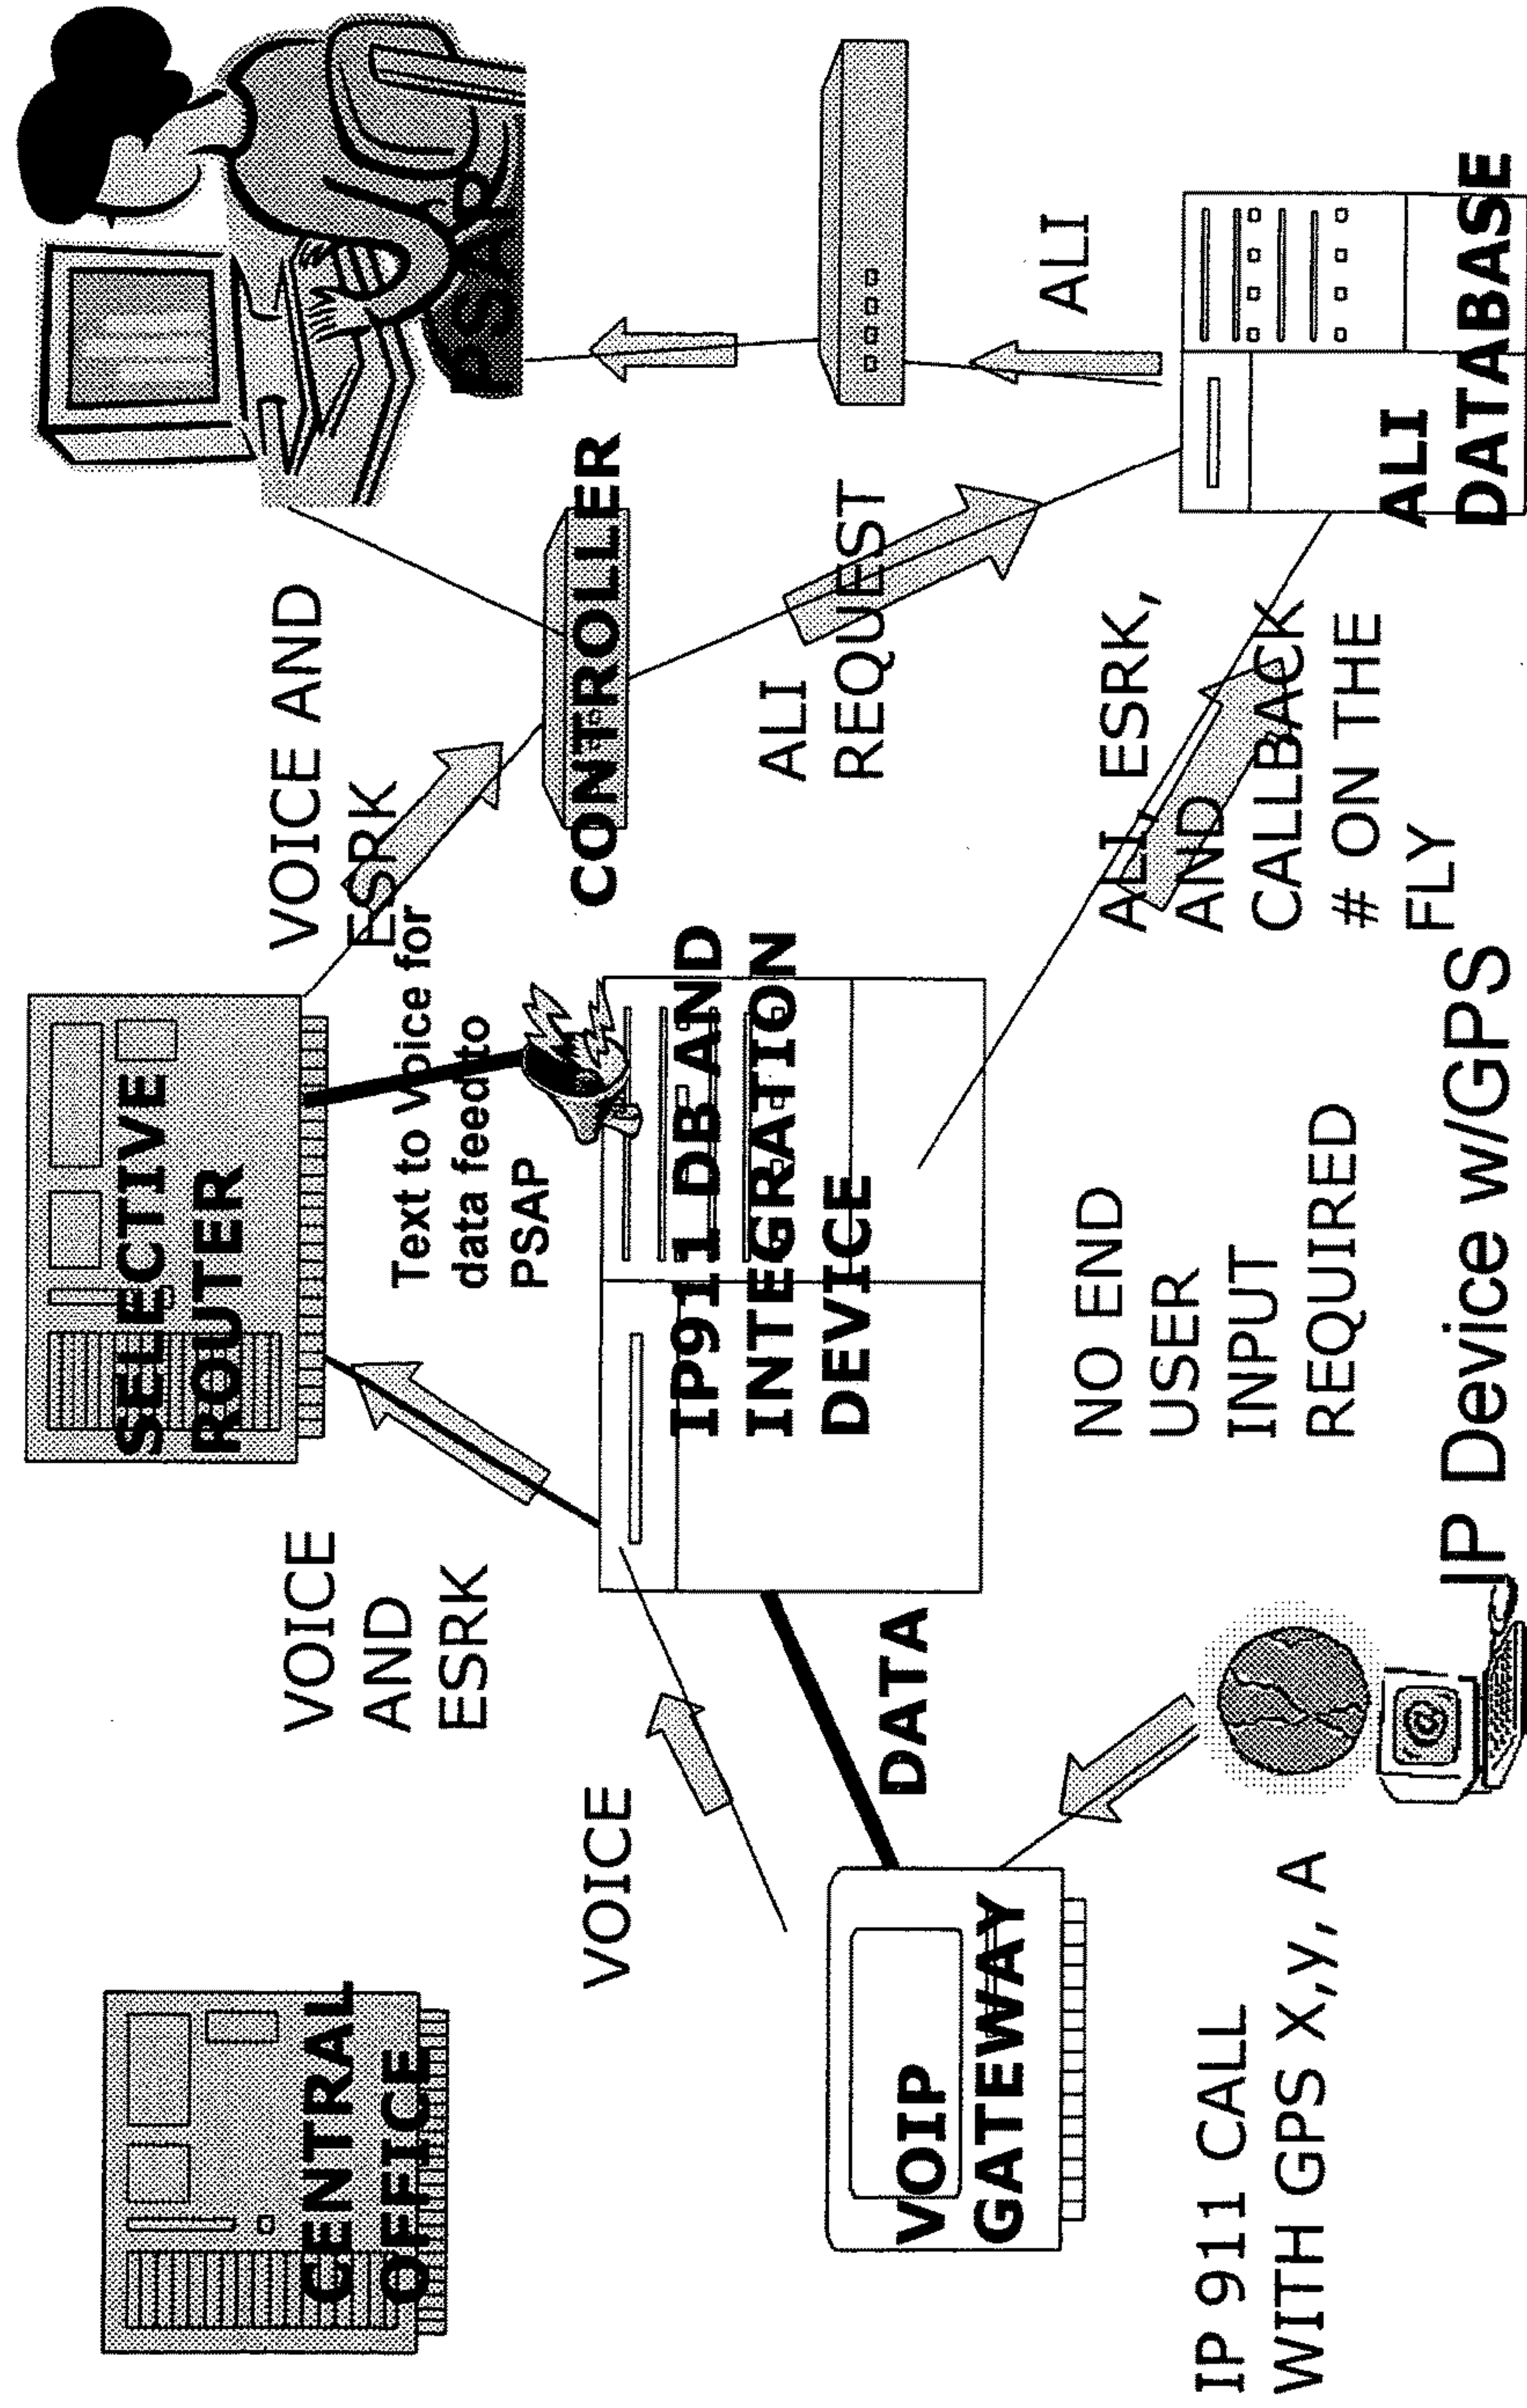 CENTRAL
OFFICE
VOICE
AND
ESRK
SELECTIVE
ROUTER
VOICE AND
ESRK
Text to Voice for
data feed to
PSAP
PSAP
VOICE
CONTROLLER
IP911 DB AND
INTEGRATION
DEVICE
DATA
ALI
REQUEST
VOIP
GATEWAY
NO END
USER
INPUT
REQUIRED
ALI, ESRK,
AND
CALLBACK
# ON THE
FLY
ALI
IP 911 CALL
WITH GPS X,y, A
@
IP Device w/GPS
ALI
DATABASE